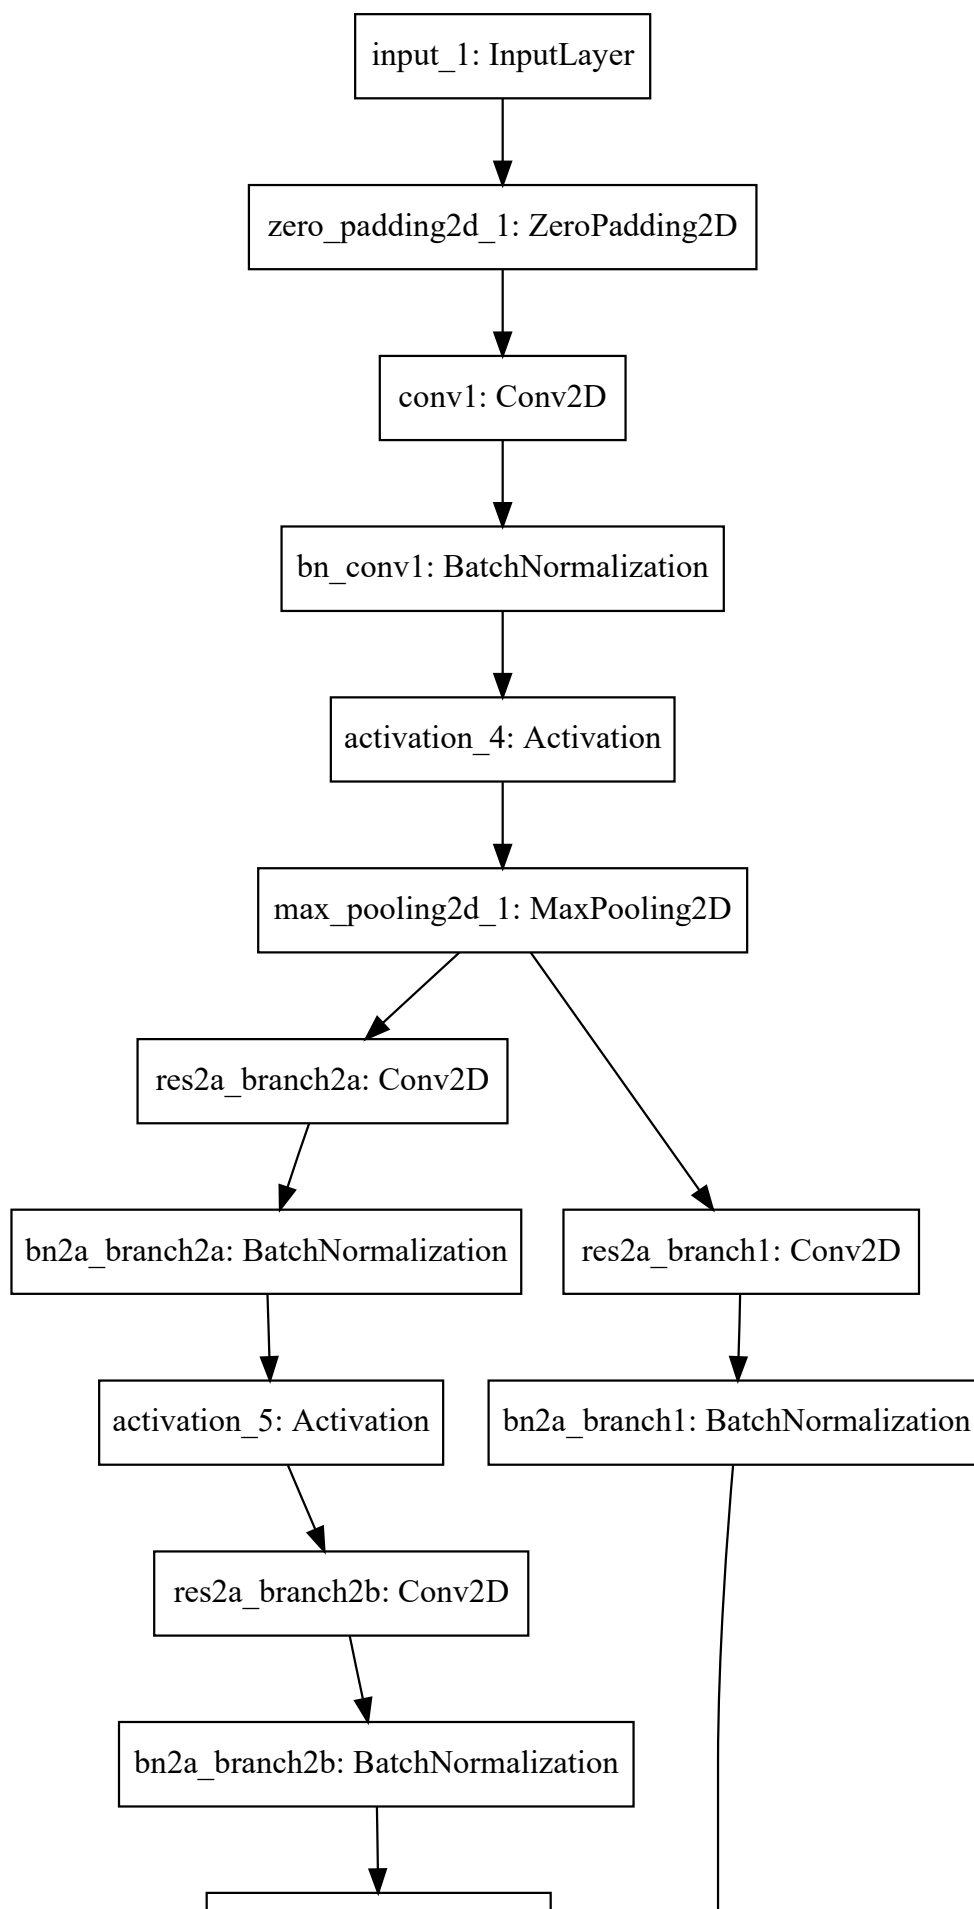 input_1: InputLayer
zero_padding2d_1: ZeroPadding2D
conv1: Conv2D
bn_conv1: BatchNormalization
activation_4: Activation
max_pooling2d_1: MaxPooling2D
res2a_branch2a: Conv2D
bn2a_branch2a: BatchNormalization
res2a_branch1: Conv2D
activation_5: Activation
bn2a_branch1: BatchNormalization
res2a_branch2b: Conv2D
bn2a_branch2b: BatchNormalization